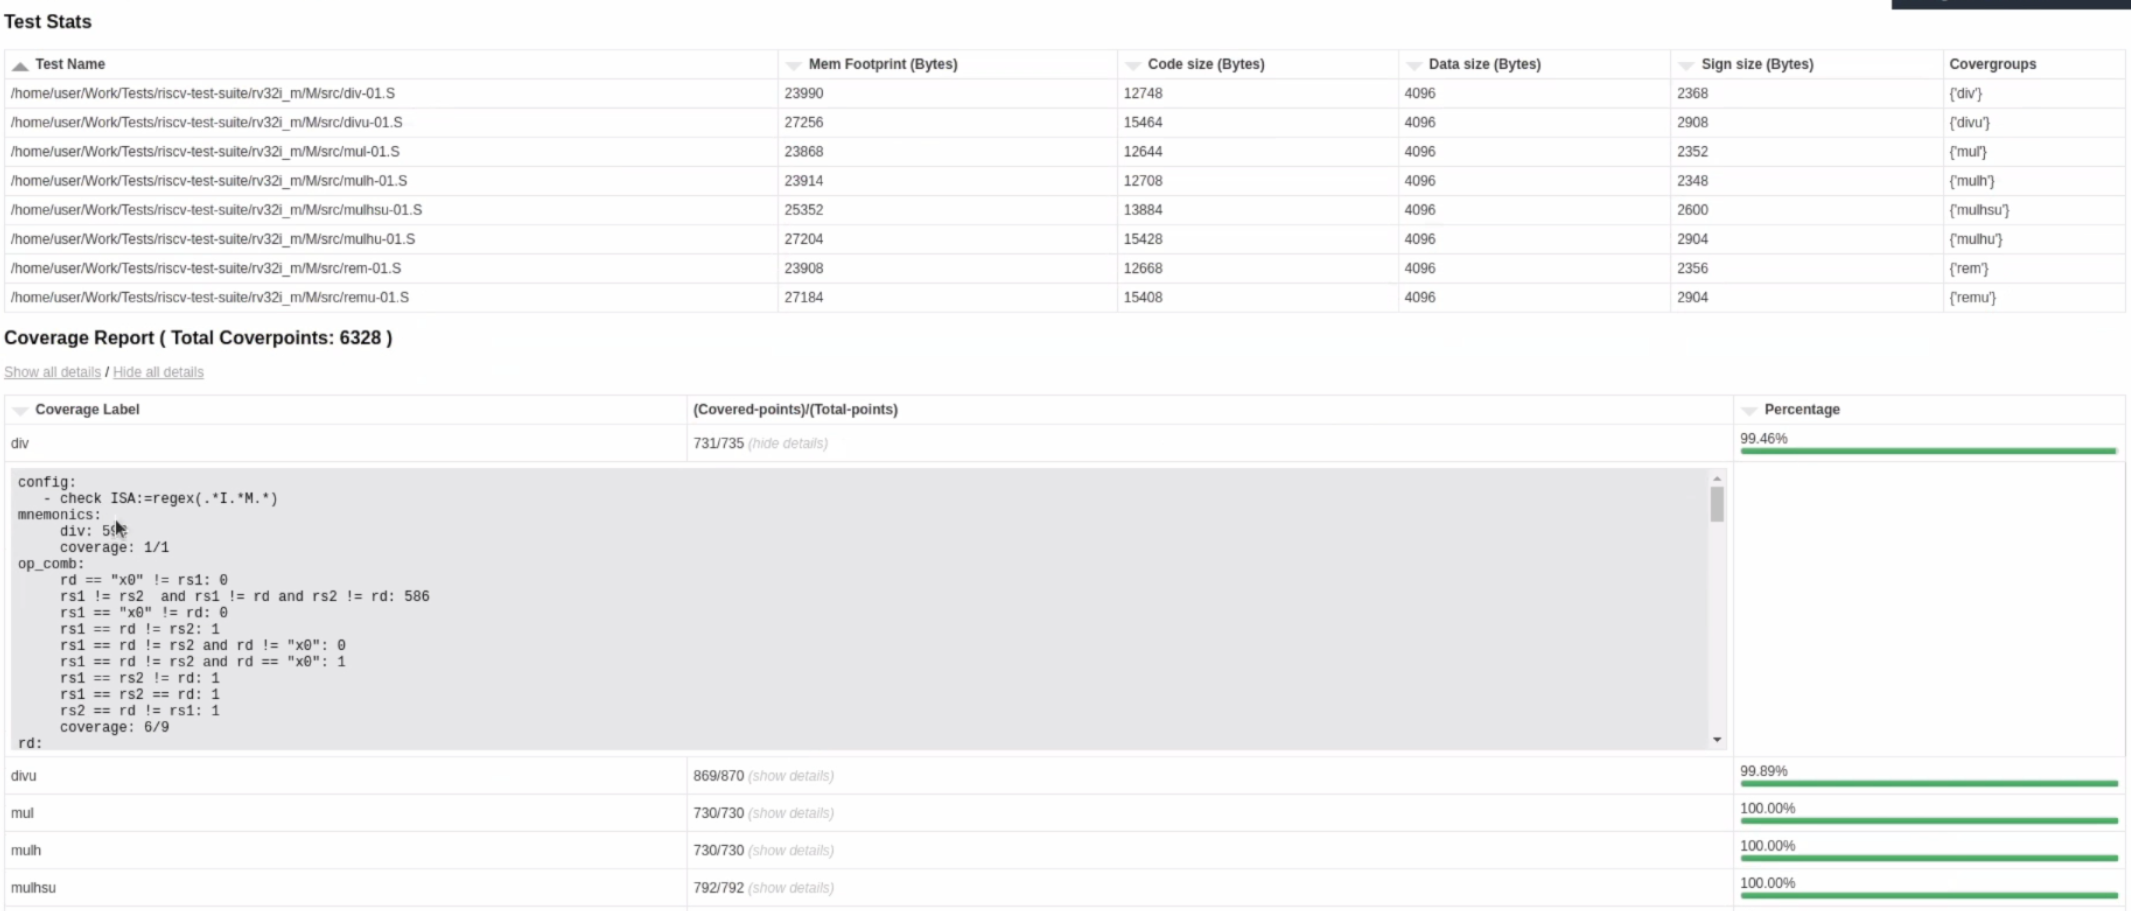 Test Stats
Test Name Mem Footprint (Bytes) Code size (Bytes) Data size (Bytes) Sign size (Bytes) Covergroups
/home/user/Work/Tests/riscv-test-suite/rv32i_m/M/src/div-01.S 23990 12748 4096 2368 {'div'}
/home/user/Work/Tests/riscv-test-suite/rv32i_m/M/src/divu-01.S 27256 15464 4096 2908 {'divu'}
/home/user/Work/Tests/riscv-test-suite/rv32i_m/M/src/mul-01.S 23868 12644 4096 2352 {'mul'}
/home/user/Work/Tests/riscv-test-suite/rv32i_m/M/src/mulh-01.S 23914 12708 4096 2348 {'mulh'}
/home/user/Work/Tests/riscv-test-suite/rv32i_m/M/src/mulhsu-01.S 25352 13884 4096 2600 {'mulhsu'}
/home/user/Work/Tests/riscv-test-suite/rv32i_m/M/src/mulhu-01.S 27204 15428 4096 2904 {'mulhu'}
/home/user/Work/Tests/riscv-test-suite/rv32i_m/M/src/rem-01.S 23908 12668 4096 2356 {'rem'}
/home/user/Work/Tests/riscv-test-suite/rv32i_m/M/src/remu-01.S 27184 15408 4096 2904 {'remu'}
Coverage Report ( Total Coverpoints: 6328 )
Show all details / Hide all details
Coverage Label (Covered-points)/(Total-points) Percentage
div 731/735 (hide details) 99.46%
config:
- check ISA:=regex(.*I.*M.*)
mnemonics:
div:
coverage: 1/1
op_comb:
rd == "x0" != rs1: 0
rs1 != rs2  and rs1 != rd and rs2 != rd: 586
rs1 == "x0" != rd: 0
rs1 == rd != rs2: 1
rs1 == rd != rs2 and rd != "x0": 0
rs1 == rd != rs2 and rd == "x0": 1
rs1 == rs2 != rd: 1
rs1 == rs2 == rd: 1
rs2 == rd != rs1: 1
coverage: 6/9
rd:
divu 869/870 (show details) 99.89%
mul 730/730 (show details) 100.00%
mulh 730/730 (show details) 100.00%
mulhsu 792/792 (show details) 100.00%